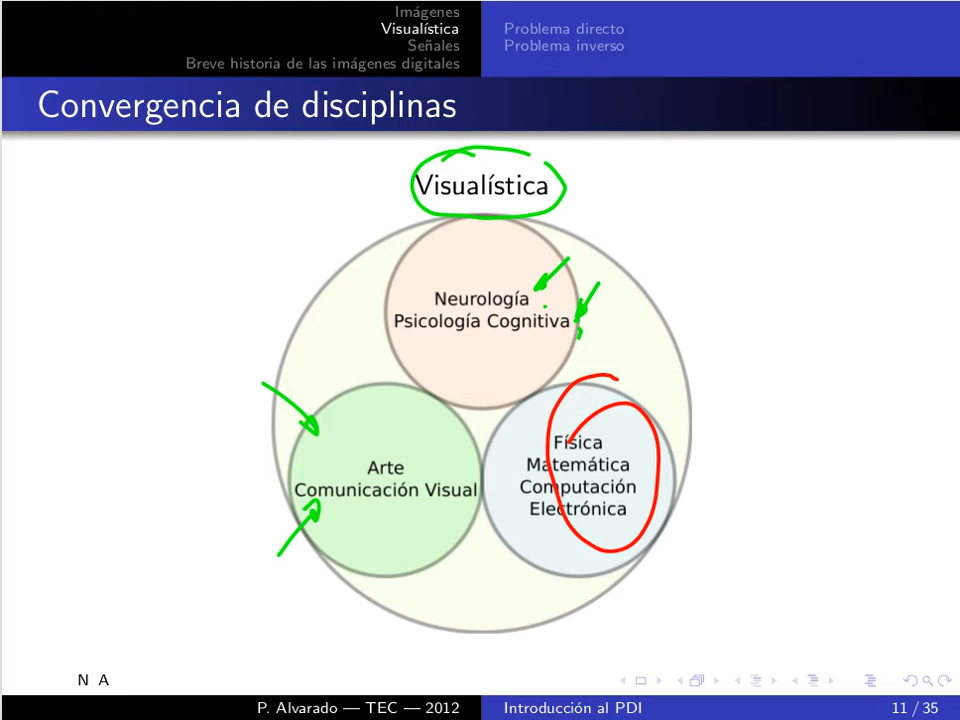 Imágenes
Visualística
Señales
Breve historia de las imágenes digitales
Problema directo
Problema inverso
Convergencia de disciplinas
Visualística
Neurología
Psicología Cognitiva
Arte
Comunicación Visual
Física
Matemática
Computación
Electrónica
N A
P. Alvarado — TEC — 2012
Introducción al PDI
11 / 35